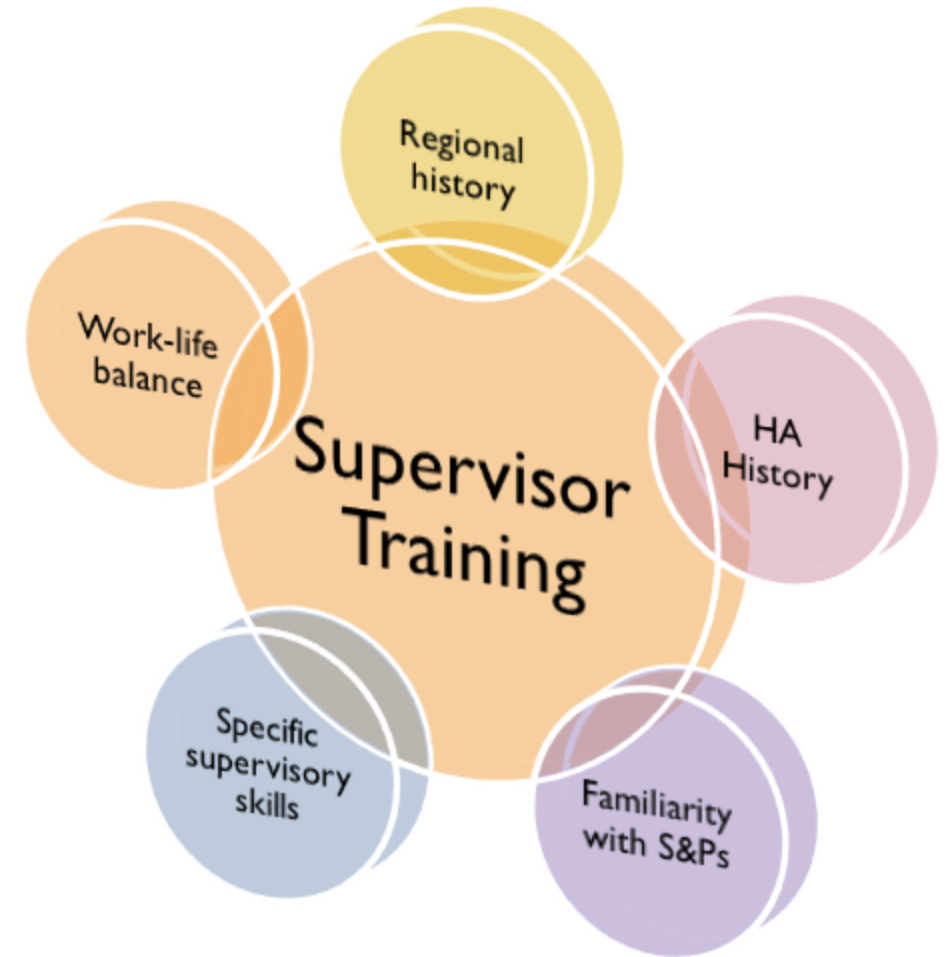 Regional
history
Work-life
balance
HA
History
Supervisor
Training
Specific
supervisory
skills
Familiarity
with S&Ps